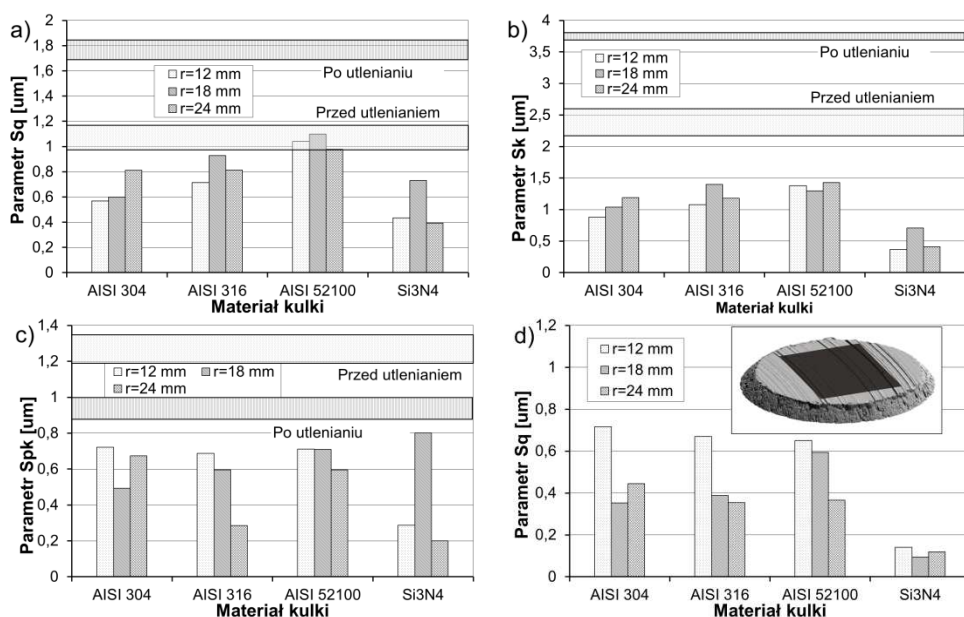 a)
2
1,8
1,6
1,4
1,2
1
0,8
0,6
0,4
0,2
0
Parametr Sq [um]
r=12 mm
r=18 mm
r=24 mm
Po utlenianiu
Przed utlenianiem
AISI 304 AISI 316 AISI 52100 Si3N4
Materiał kulki
b)
4
3,5
3
2,5
2
1,5
1
0,5
0
Parametr Sk [um]
Po utlenianiu
r=12 mm
r=18 mm
r=24 mm
Przed utlenianiem
AISI 304 AISI 316 AISI 52100 Si3N4
Materiał kulki
c)
1,4
1,2
1
0,8
0,6
0,4
0,2
0
Parametr Spk [um]
r=12 mm r=18 mm
r=24 mm
Przed utlenianiem
Po utlenianiu
AISI 304 AISI 316 AISI 52100 Si3N4
Materiał kulki
d)
1,2
1
0,8
0,6
0,4
0,2
0
Parametr Sq [um]
r=12 mm
r=18 mm
r=24 mm
AISI 304 AISI 316 AISI 52100 Si3N4
Materiał kulki